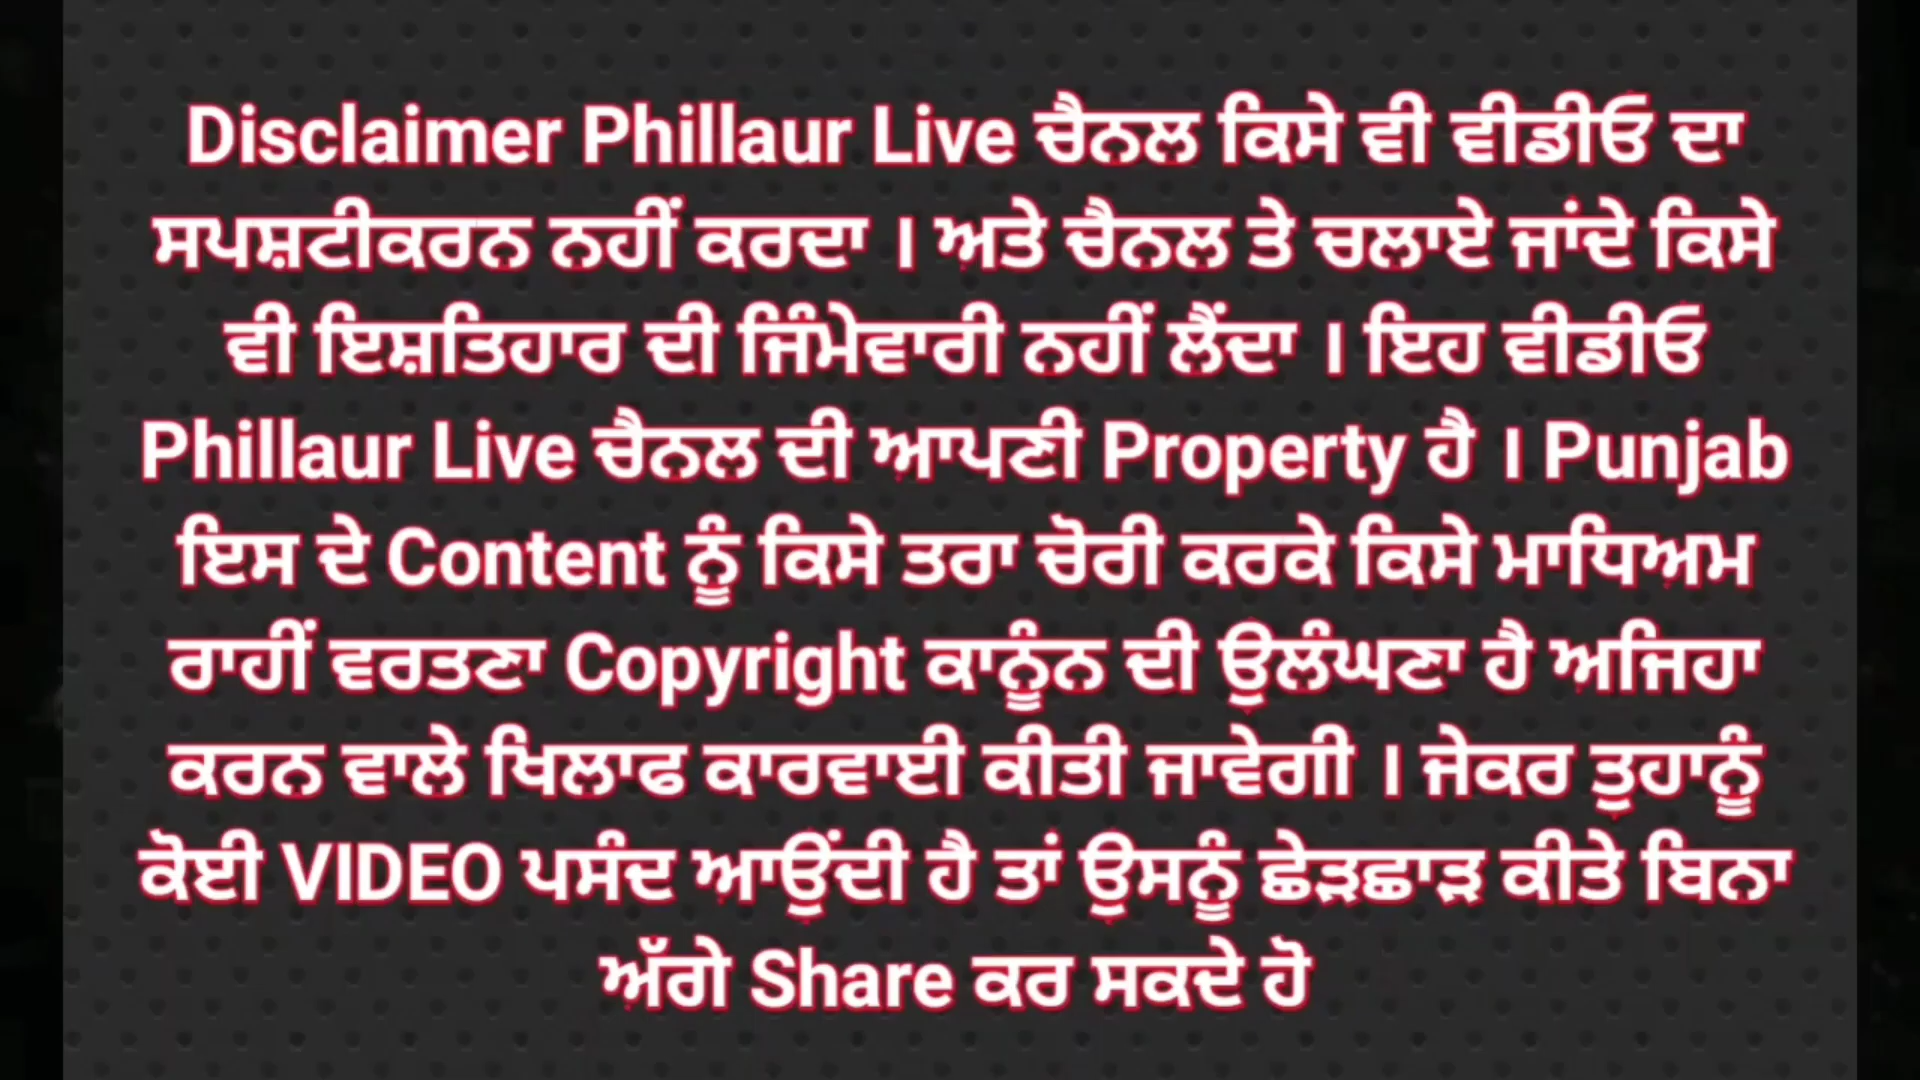 Disclaimer Phillaur Live ਚੈਨਲ ਕਿਸੇ ਵੀ ਵੀਡੀਓ ਦਾ
ਸਪਸ਼ਟੀਕਰਨ ਨਹੀਂ ਕਰਦਾ । ਅਤੇ ਚੈਨਲ ਤੇ ਚਲਾਏ ਜਾਂਦੇ ਕਿਸੇ
ਵੀ ਇਸ਼ਤਿਹਾਰ ਦੀ ਜਿੰਮੇਵਾਰੀ ਨਹੀਂ ਲੈਂਦਾ । ਇਹ ਵੀਡੀਓ
Phillaur Live ਚੈਨਲ ਦੀ ਆਪਣੀ Property ਹੈ । Punjab
ਇਸ ਦੇ Content ਨੂੰ ਕਿਸੇ ਤਰਾ ਚੋਰੀ ਕਰਕੇ ਕਿਸੇ ਮਾਧਿਅਮ
ਰਾਹੀਂ ਵਰਤਣਾ Copyright ਕਾਨੂੰਨ ਦੀ ਉਲੰਘਣਾ ਹੈ ਅਜਿਹਾ
ਕਰਨ ਵਾਲੇ ਖਿਲਾਫ ਕਾਰਵਾਈ ਕੀਤੀ ਜਾਵੇਗੀ । ਜੇਕਰ ਤੁਹਾਨੂੰ
ਕੋਈ VIDEO ਪਸੰਦ ਆਉਂਦੀ ਹੈ ਤਾਂ ਉਸਨੂੰ ਛੇੜਛਾੜ ਕੀਤੇ ਬਿਨਾ
ਅੱਗੇ Share ਕਰ ਸਕਦੇ ਹੋ